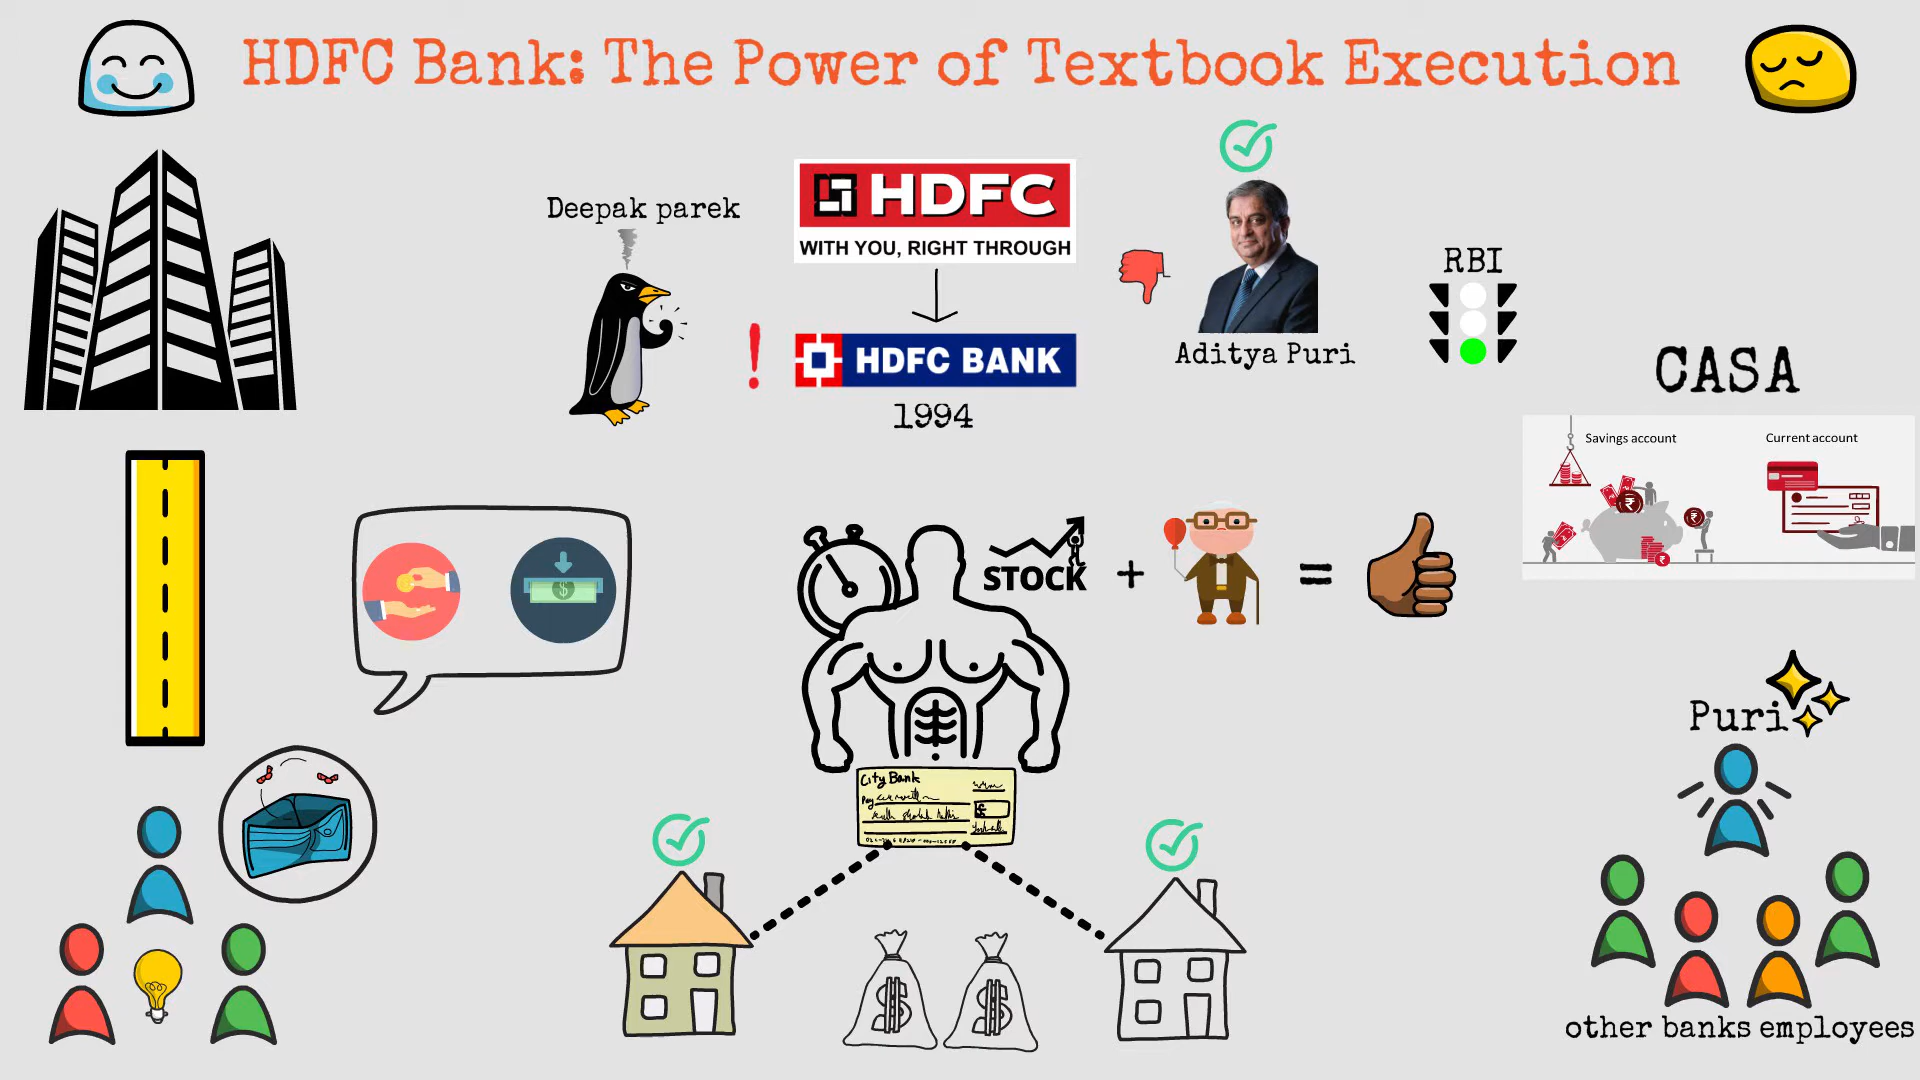 HDFC Bank: The Power of Textbook Execution
Deepak parek
HDFC
WITH YOU, RIGHT THROUGH
HDFC BANK
1994
Aditya Puri
RBI
CASA
Savings account
Current account
STOCK
+
=
Puri
City Bank
Pay
other banks employees